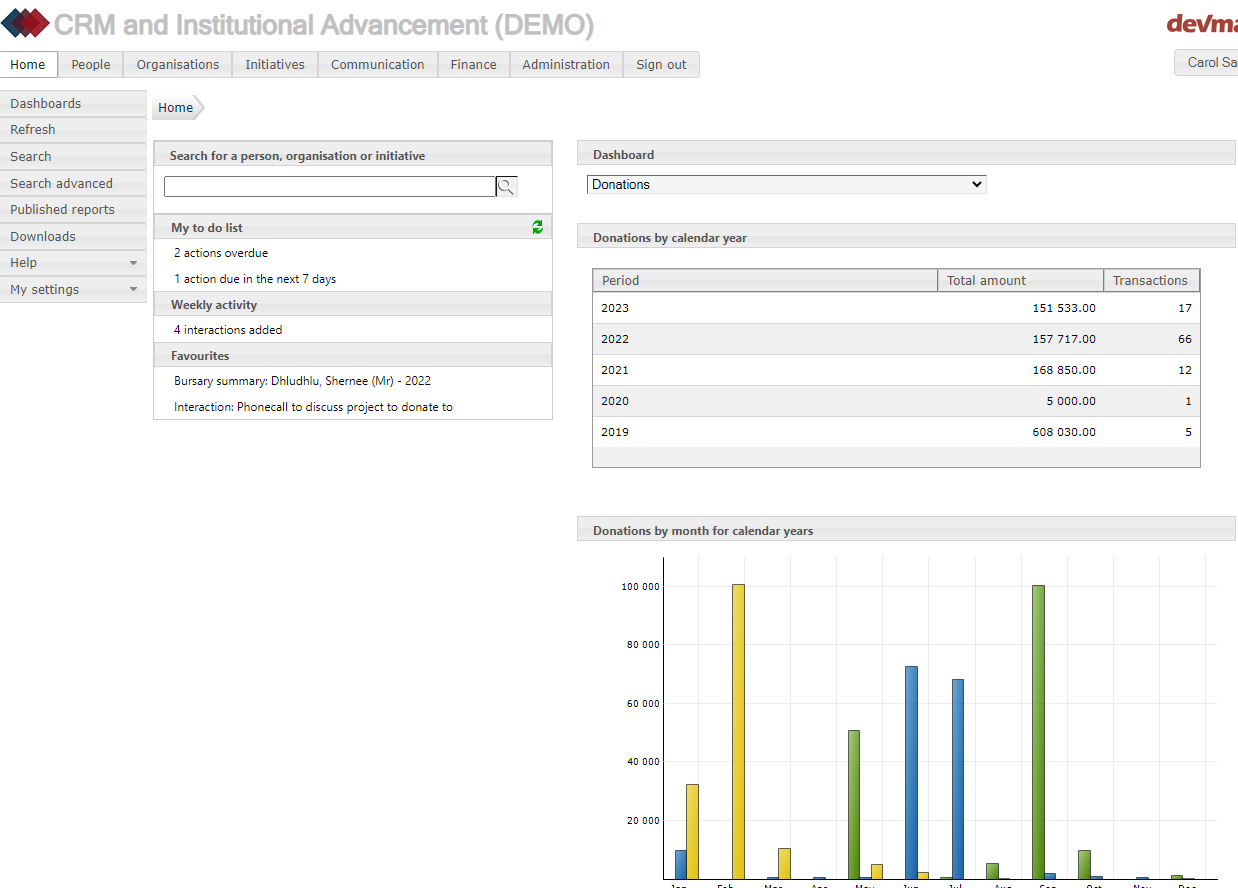 CRM and Institutional Advancement (DEMO)
Home People Organisations Initiatives Communication Finance Administration Sign out
Dashboards
Refresh
Search
Search advanced
Published reports
Downloads
Help
My settings
Home
Search for a person, organisation or initiative
My to do list
2 actions overdue
1 action due in the next 7 days
Weekly activity
4 interactions added
Favourites
Bursary summary: Dhludhlu, Shernee (Mr) - 2022
Interaction: Phonecall to discuss project to donate to
Dashboard
Donations
Donations by calendar year
Period Total amount Transactions
2023 151 533.00 17
2022 157 717.00 66
2021 168 850.00 12
2020 5 000.00 1
2019 608 030.00 5
Donations by month for calendar years
100 000
80 000
60 000
40 000
20 000